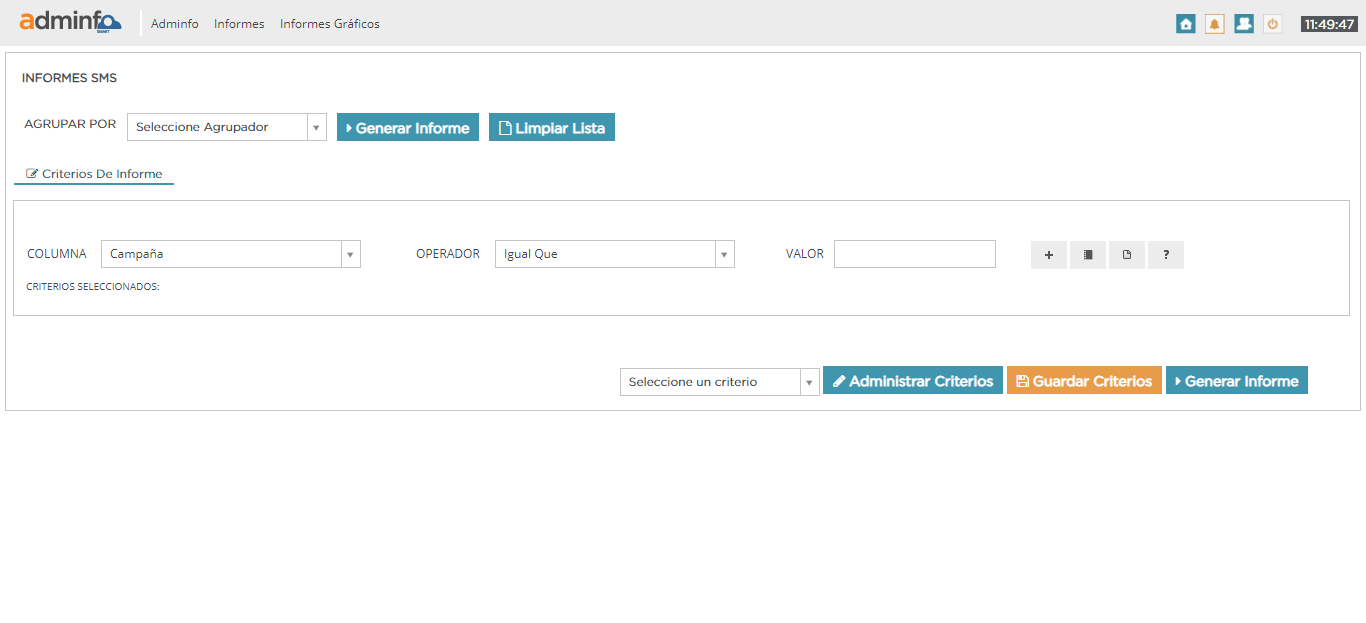 adminfo Adminfo Informes Informes Gráficos 11:49:47
INFORMES SMS
AGRUPAR POR Seleccione Agrupador Generar Informe Limpiar Lista
Criterios De Informe
COLUMNA Campaña OPERADOR Igual Que VALOR + ?
CRITERIOS SELECCIONADOS:
Seleccione un criterio Administrar Criterios Guardar Criterios Generar Informe